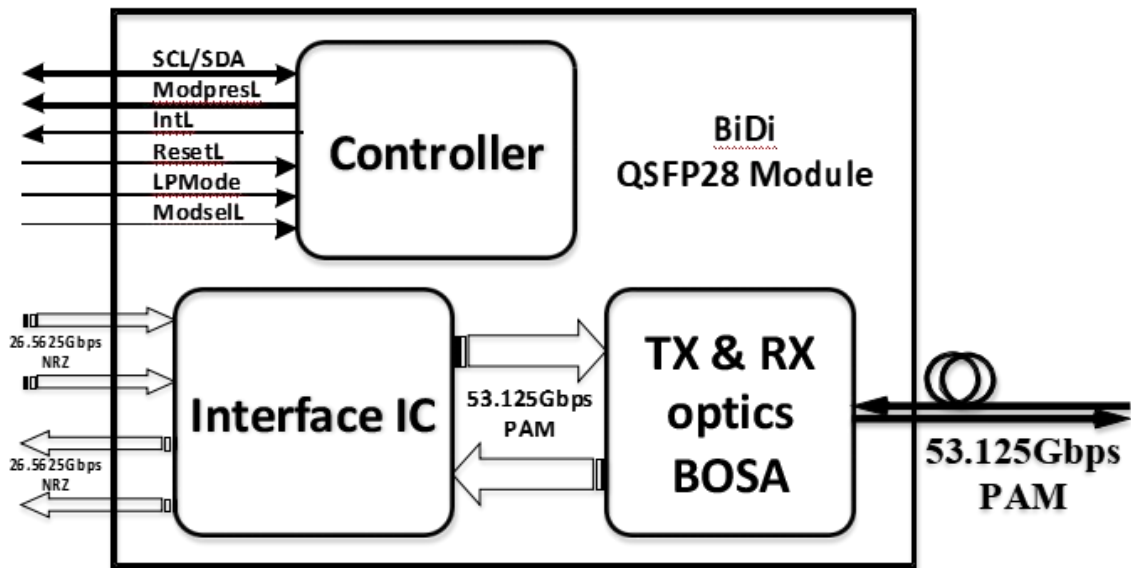 SCL/SDA
ModpresL
IntL
ResetL
LPMode
ModselL
Controller
BiDi
QSFP28 Module
26.5625Gbps
NRZ
26.5625Gbps
NRZ
Interface IC
53.125Gbps
PAM
TX & RX
optics
BOSA
53.125Gbps
PAM